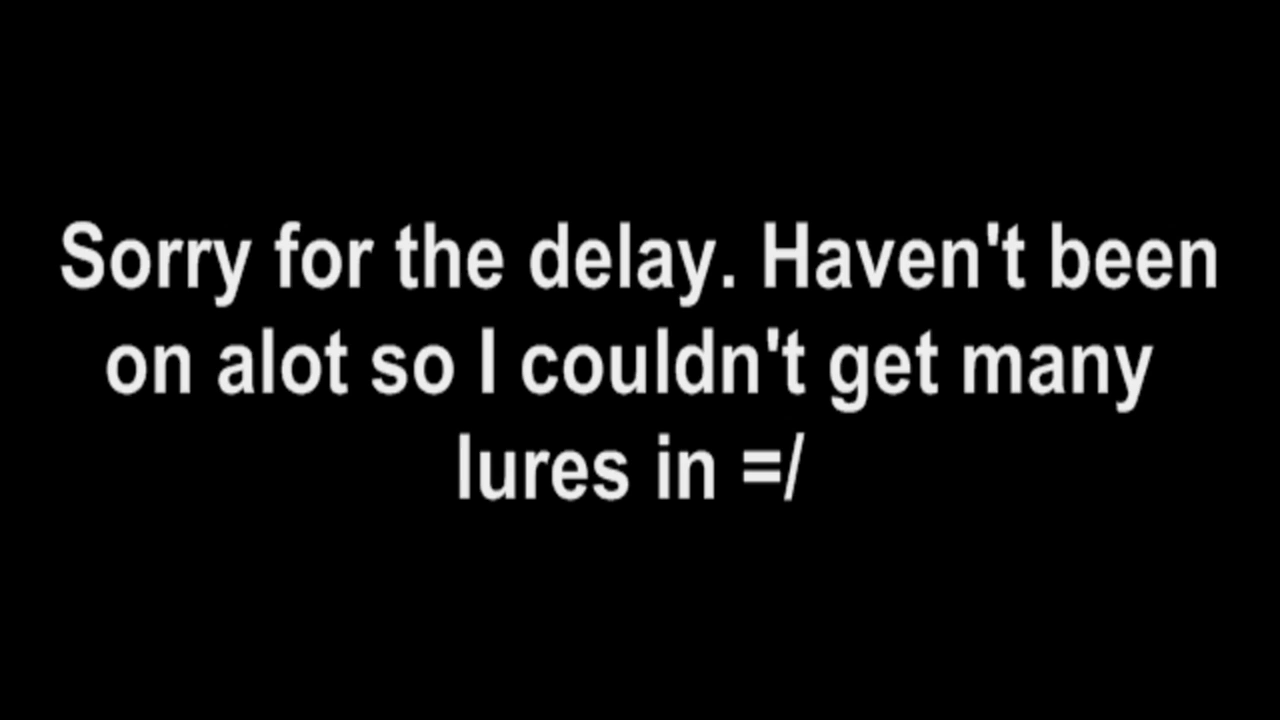 Sorry for the delay. Haven't been
on alot so I couldn't get many
lures in =/